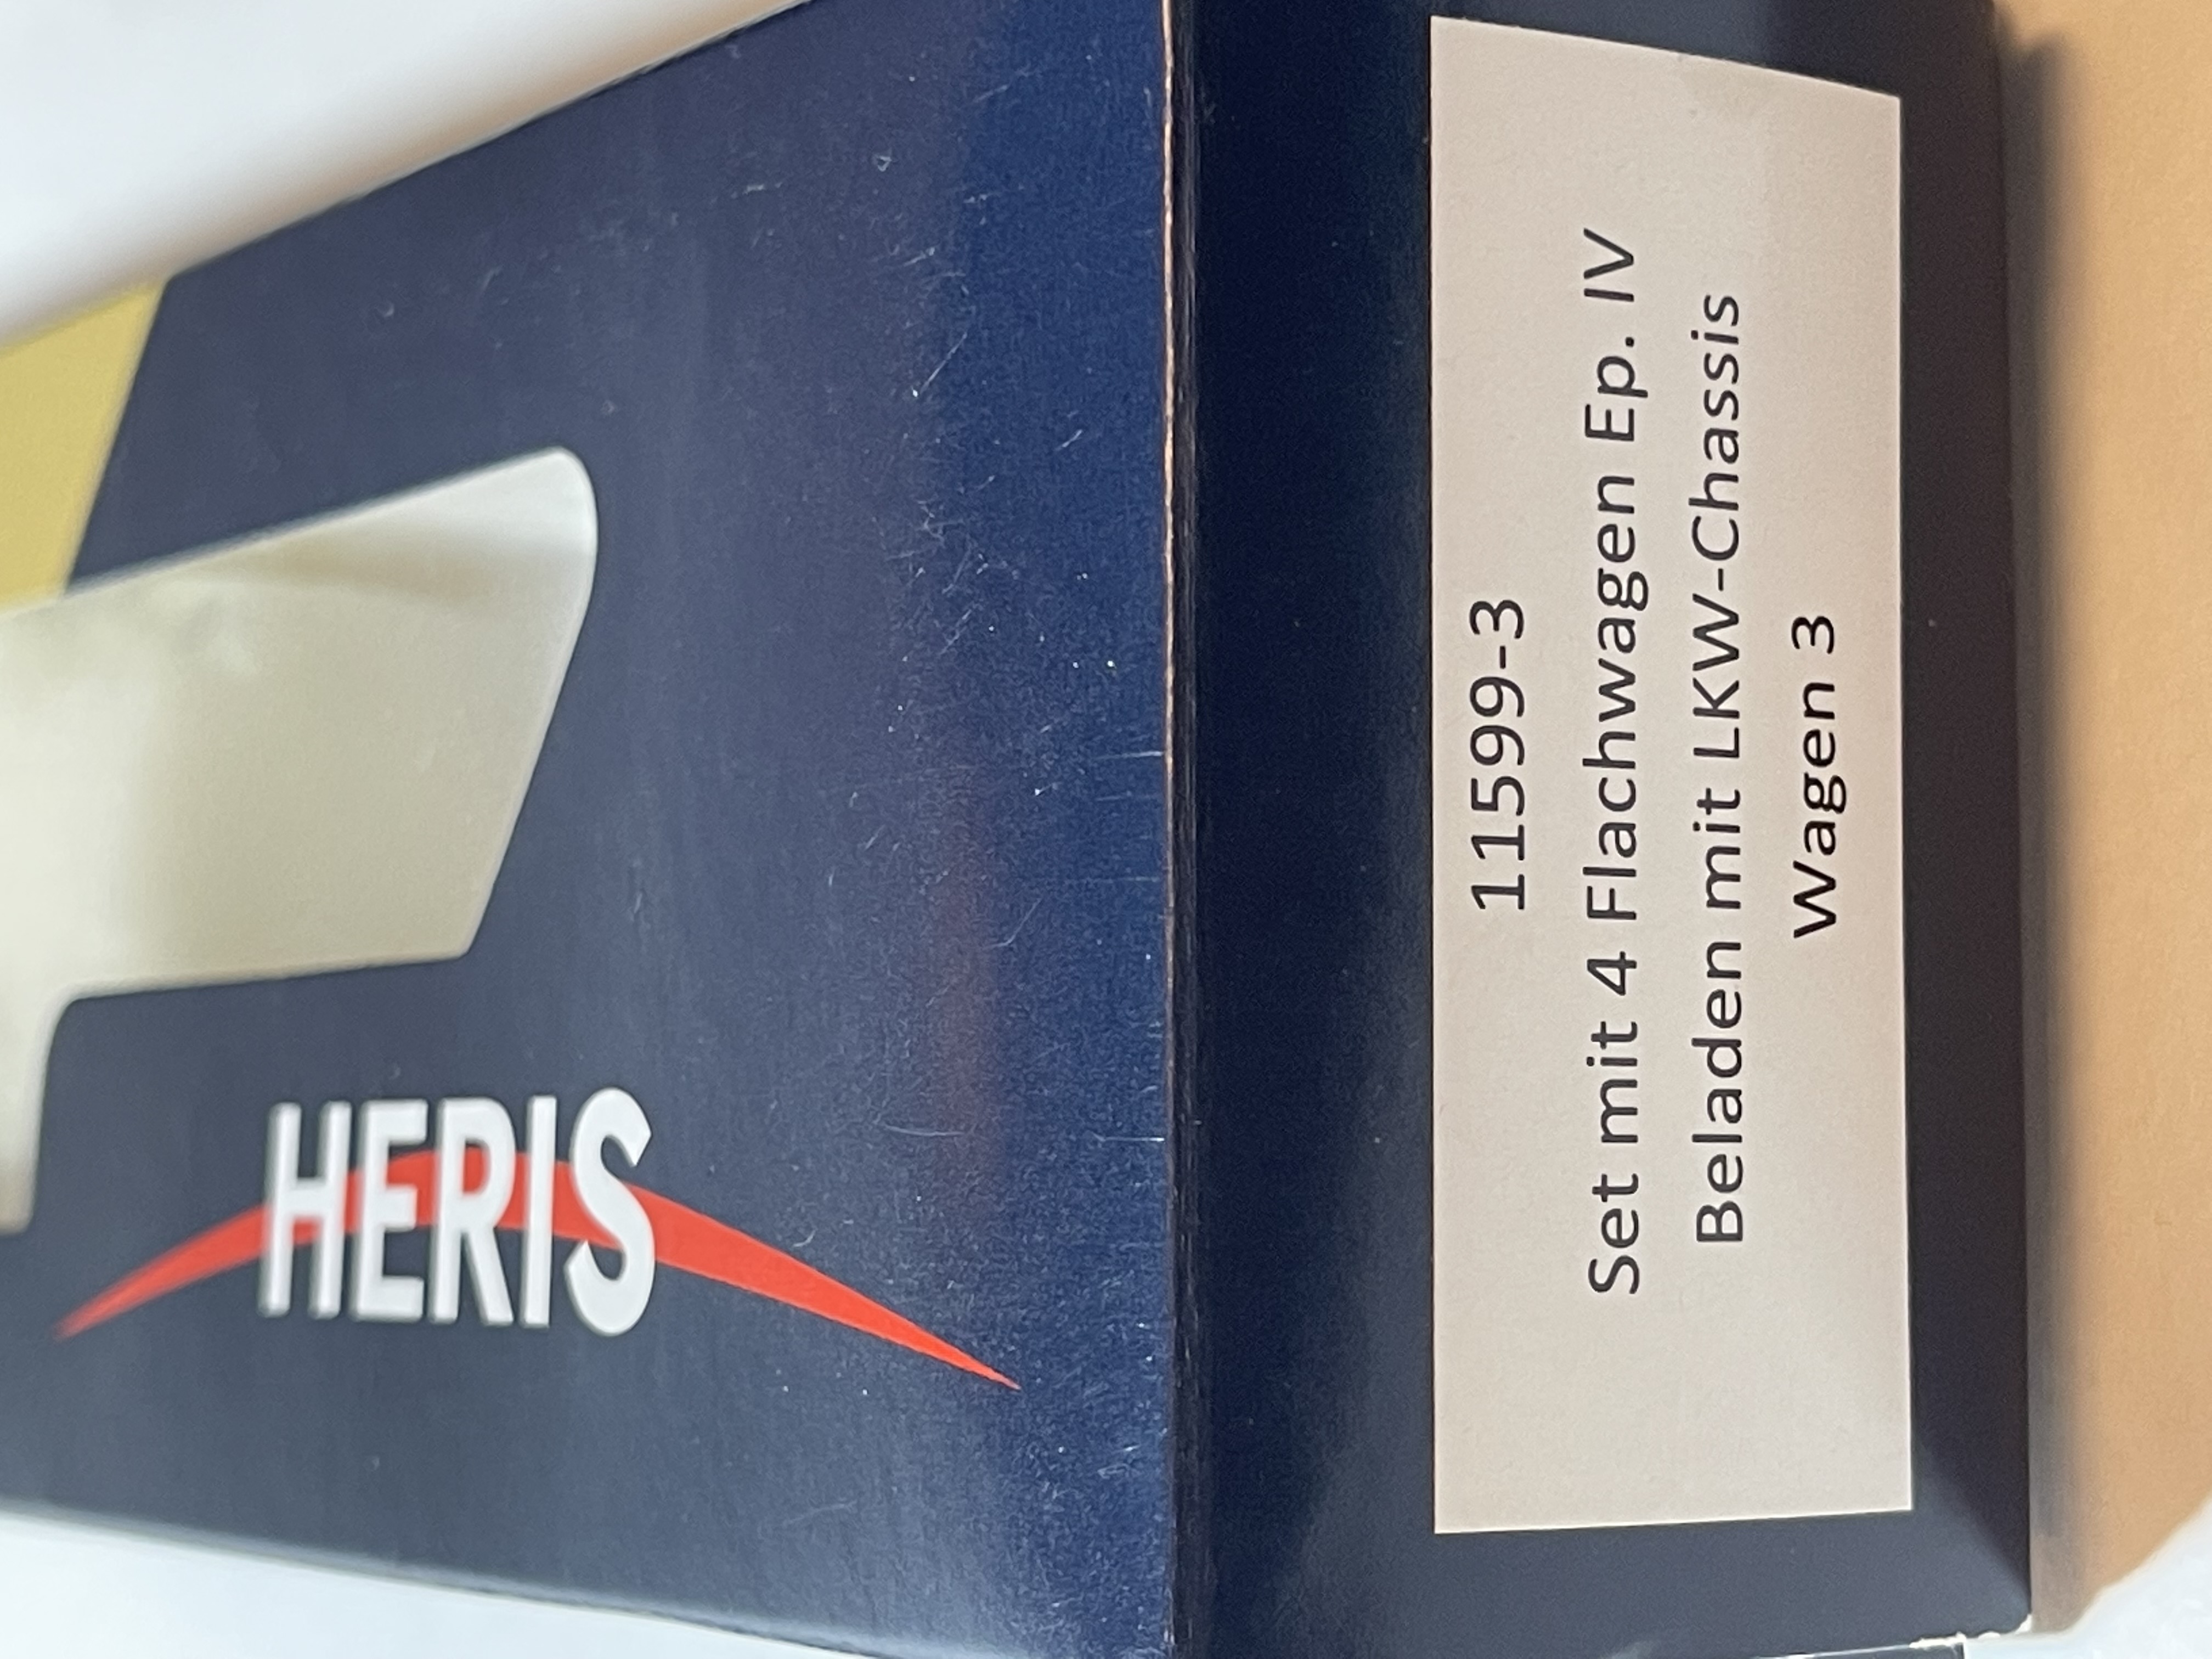 HERIS
11599-3
Set mit 4 Flachwagen Ep. IV
Beladen mit LKW-Chassis
Wagen 3